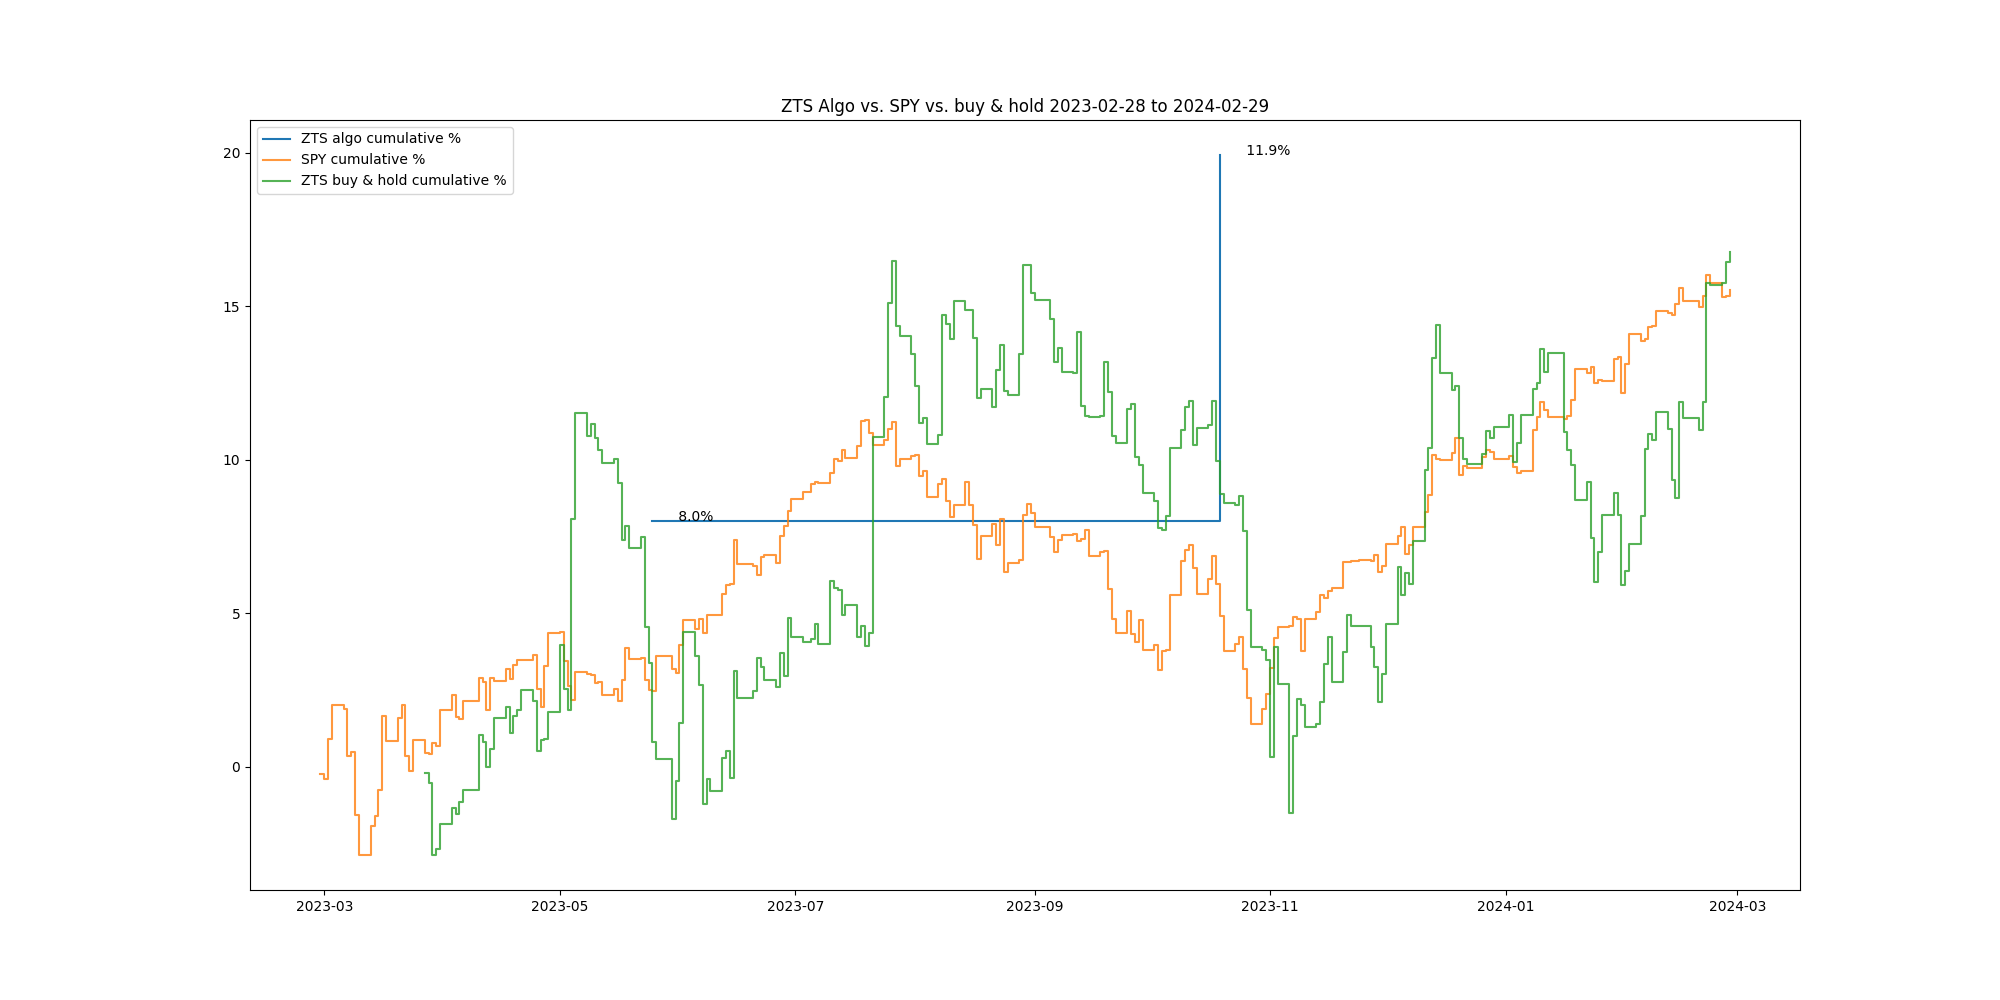 ZTS Algo vs. SPY vs. buy & hold 2023-02-28 to 2024-02-29
ZTS algo cumulative %
SPY cumulative %
ZTS buy & hold cumulative %
11.9%
8.0%
20
15
10
5
0
2023-03 2023-05 2023-07 2023-09 2023-11 2024-01 2024-03